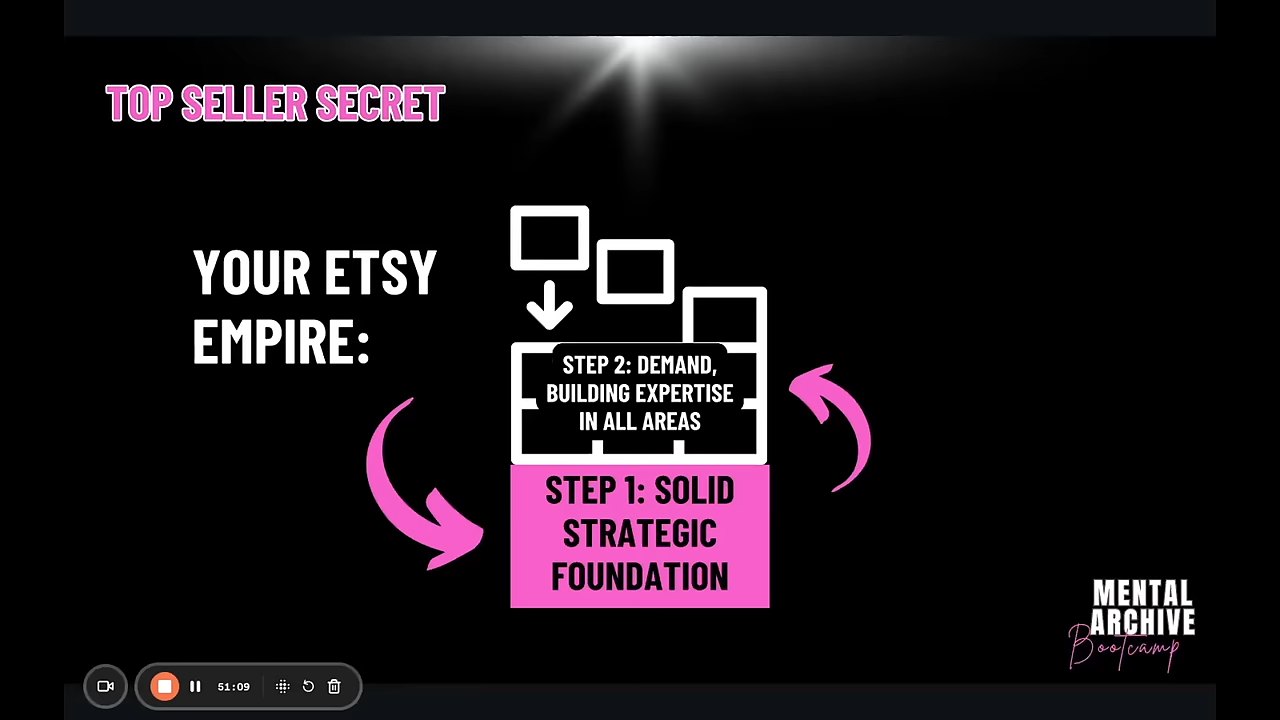 TOP SELLER SECRET
YOUR ETSY
EMPIRE:
STEP 2: DEMAND,
BUILDING EXPERTISE
IN ALL AREAS
STEP 1: SOLID
STRATEGIC
FOUNDATION
MENTAL
ARCHIVE
Bootcamp
51:09